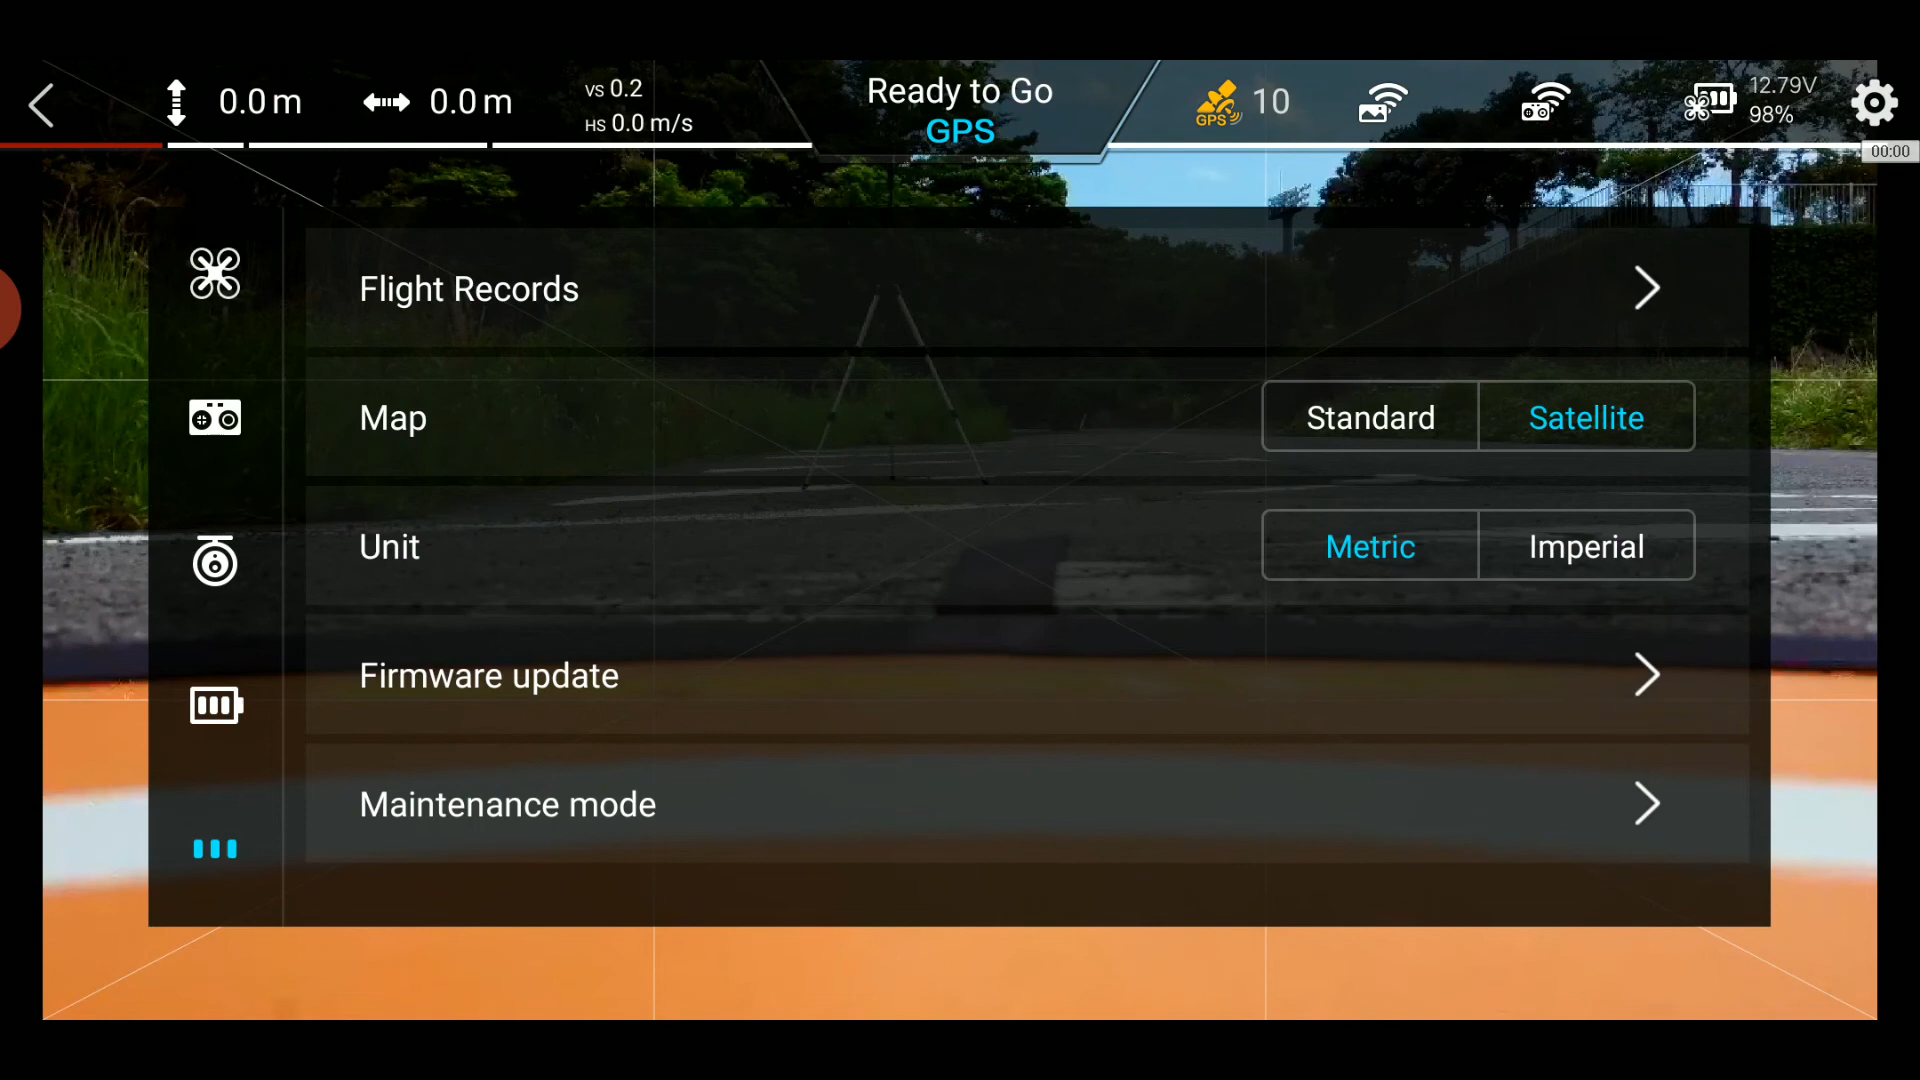 0.0 m
0.0 m
VS 0.2
HS 0.0 m/s
Ready to Go
GPS
GPS
10
12.79V
98%
00:00
Flight Records
Map
Standard
Satellite
Unit
Metric
Imperial
Firmware update
Maintenance mode